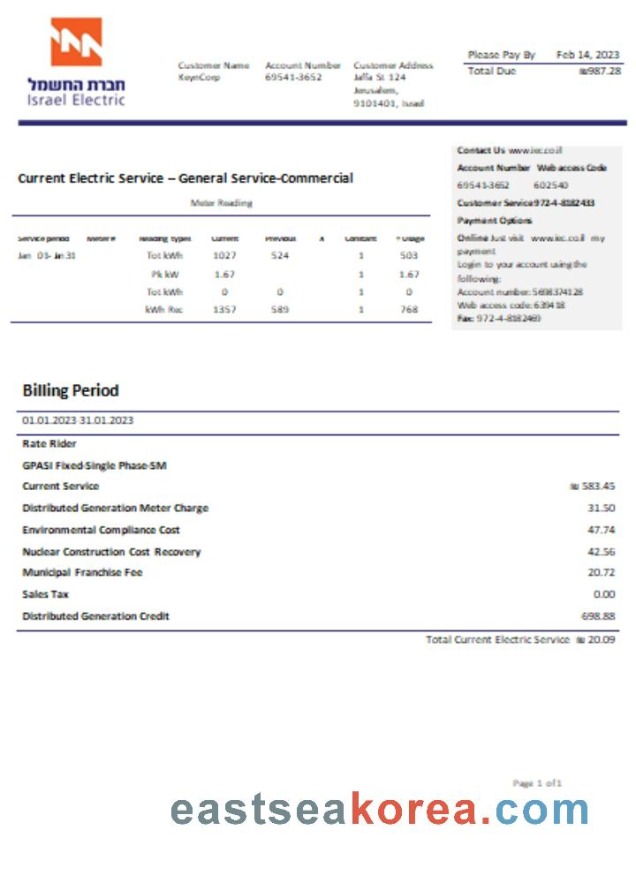 חברת החשמל
Israel Electric
Customer Name
KeynCorp
Account Number
69541-3652
Customer Address
Jaffa St 124
Jerusalem,
9101401, Israel
Please Pay By Feb 14, 2023
Total Due ₪987.28
Current Electric Service – General Service-Commercial
Meter Reading
Service period Meter # Reading types Current Previous X Constant = Usage
Jan 01- Jan 31 Tot kWh 1027 524 1 503
Pk kW 1.67 1 1.67
Tot kWh 0 0 1 0
kWh Rec 1357 589 1 768
Contact Us www.iec.co.il
Account Number Web access Code
69541-3652 602540
Customer Service 972-4-8182433
Payment Options
Online Just visit www.iec.co.il my
payment
Login to your account using the
following:
Account number: 5698374128
Web access code: 639418
Fax: 972-4-8182460
Billing Period
01.01.2023-31.01.2023
Rate Rider
GPASI Fixed-Single Phase-SM
Current Service ₪ 583.45
Distributed Generation Meter Charge 31.50
Environmental Compliance Cost 47.74
Nuclear Construction Cost Recovery 42.56
Municipal Franchise Fee 20.72
Sales Tax 0.00
Distributed Generation Credit -698.88
Total Current Electric Service ₪ 20.09
Page 1 of 1
eastseakorea.com